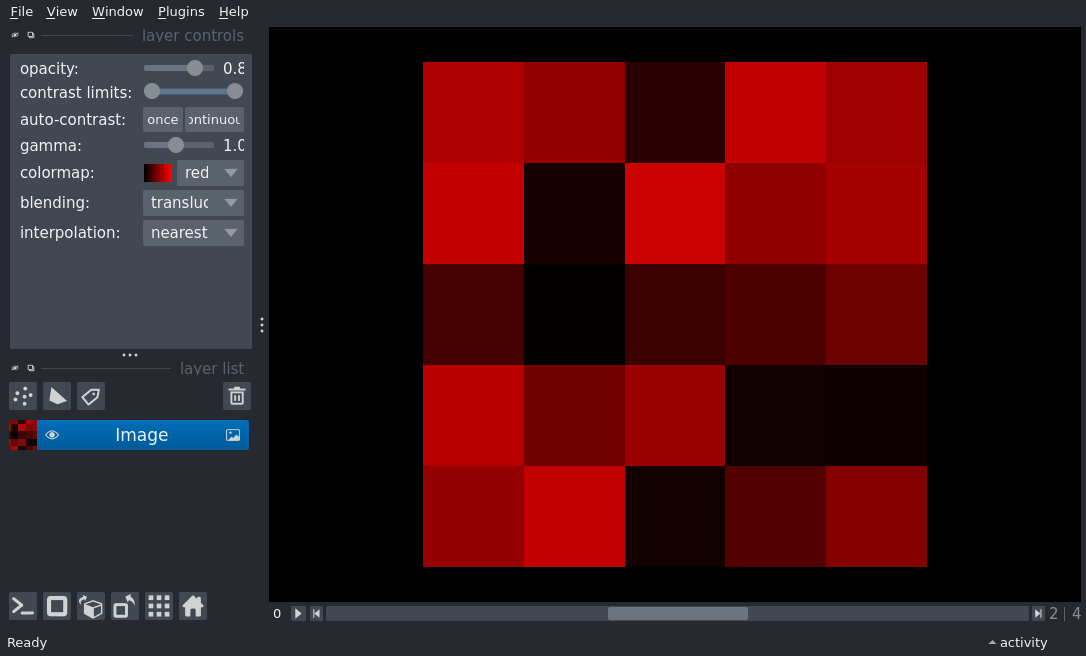 File View Window Plugins Help
layer controls
opacity: 0.8
contrast limits:
auto-contrast: once ontinuou
gamma: 1.0
colormap: red
blending: transluc
interpolation: nearest
layer list
Image
0 2 | 4
Ready activity